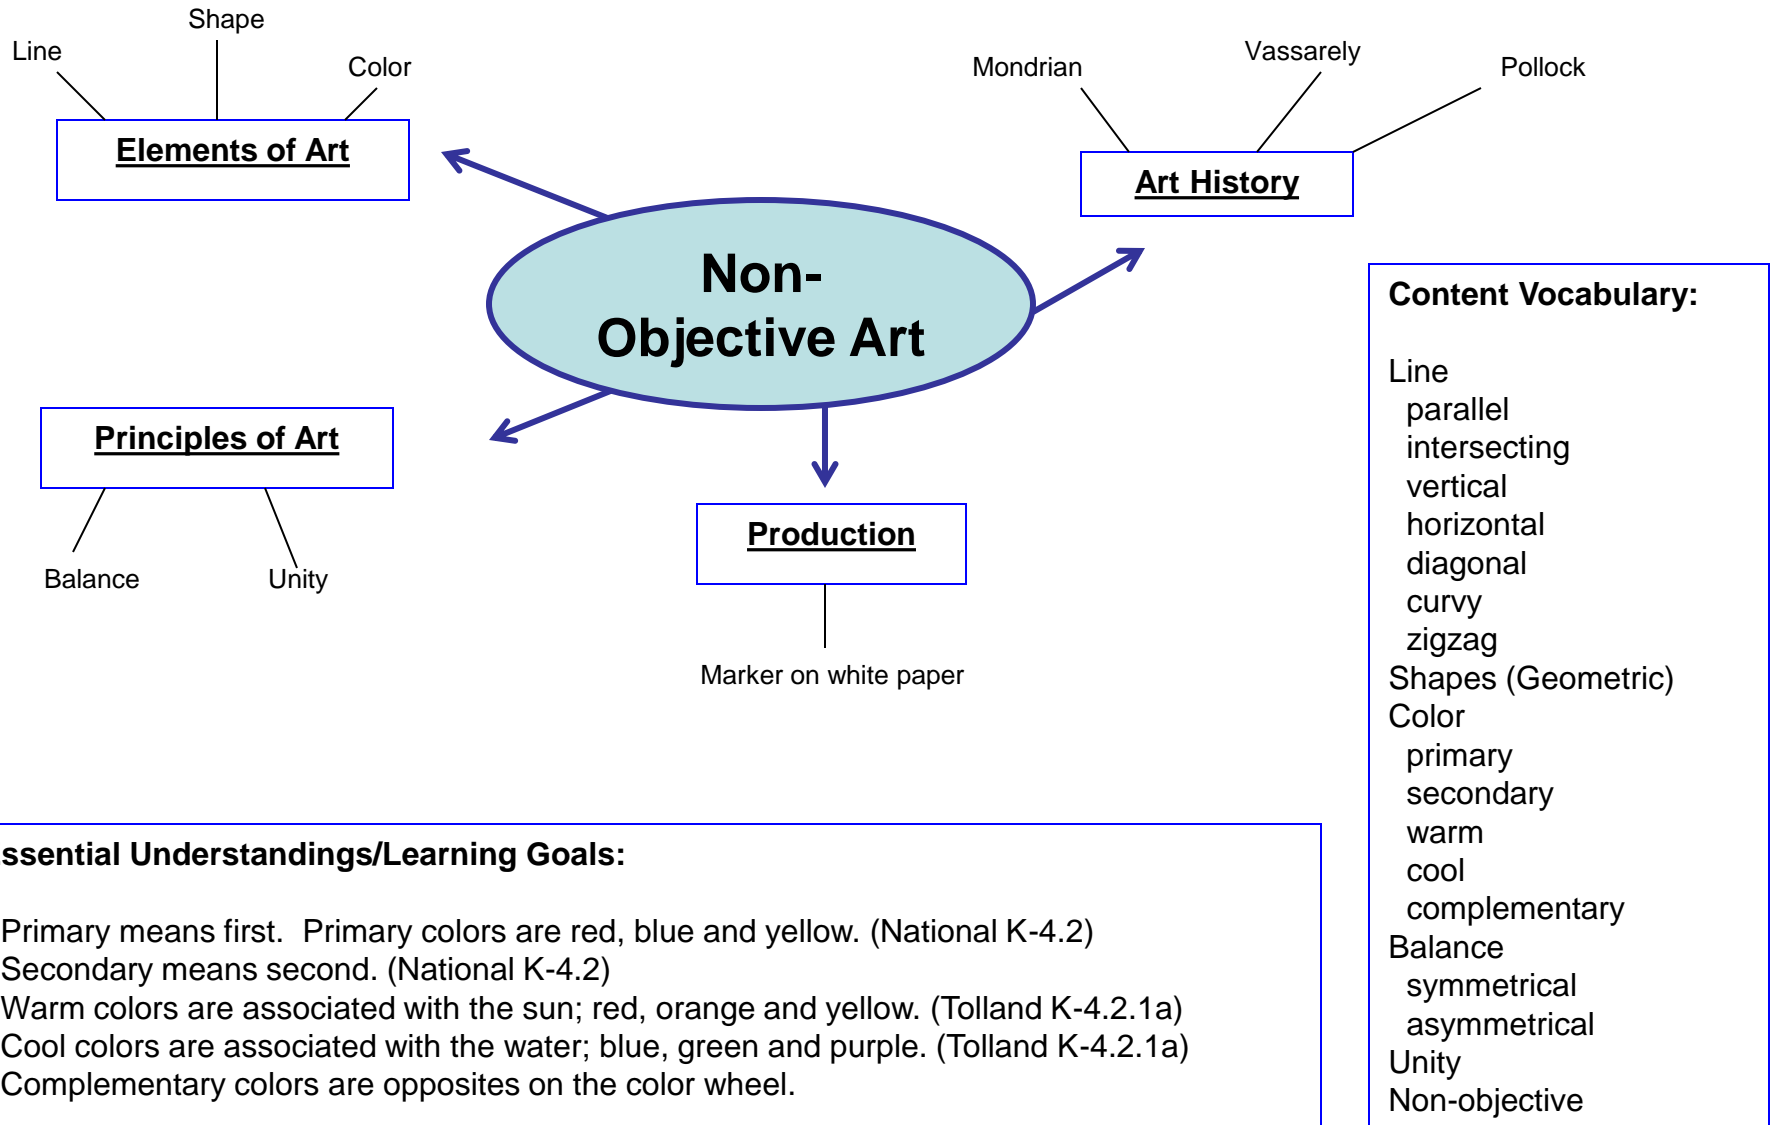 Shape
Line
Color
Elements of Art
Mondrian
Vassarely
Pollock
Art History
Non-
Objective Art
Principles of Art
Balance
Unity
Production
Marker on white paper
Content Vocabulary:
Line
parallel
intersecting
vertical
horizontal
diagonal
curvy
zigzag
Shapes (Geometric)
Color
primary
secondary
warm
cool
complementary
Balance
symmetrical
asymmetrical
Unity
Non-objective
ssential Understandings/Learning Goals:
Primary means first. Primary colors are red, blue and yellow. (National K-4.2)
Secondary means second. (National K-4.2)
Warm colors are associated with the sun; red, orange and yellow. (Tolland K-4.2.1a)
Cool colors are associated with the water; blue, green and purple. (Tolland K-4.2.1a)
Complementary colors are opposites on the color wheel.